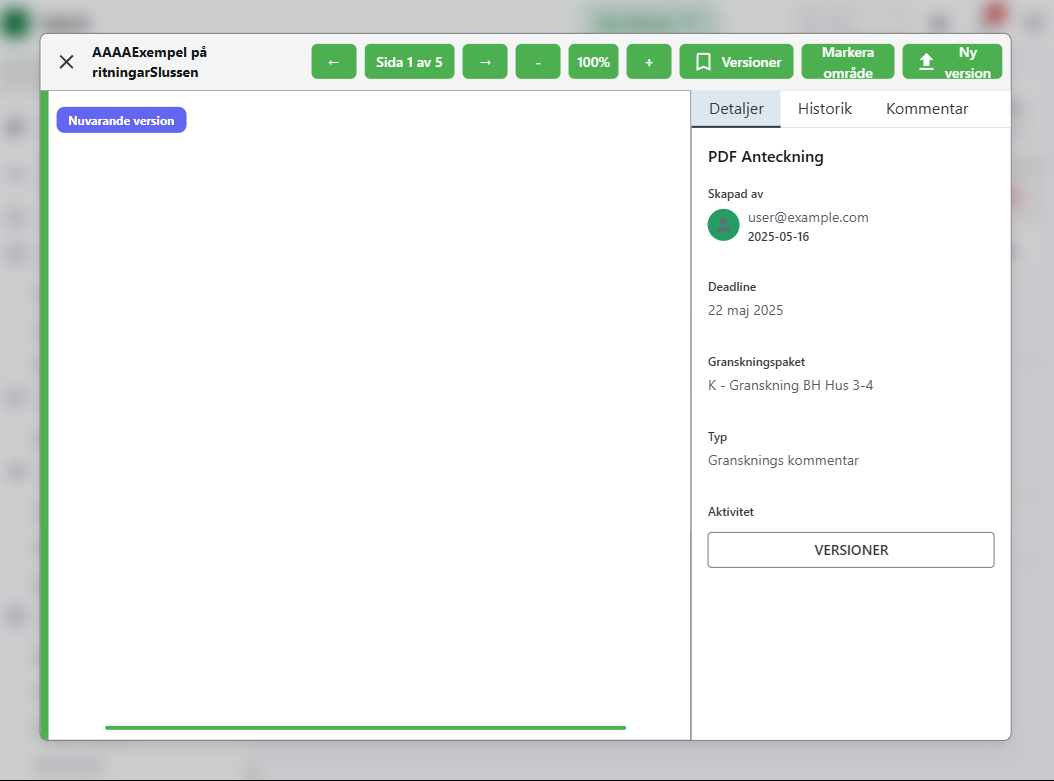 AAAAExempel på
ritningarSlussen
←
Sida 1 av 5
→
-
100%
+
Versioner
Markera
område
Ny
version
Nuvarande version
Detaljer
Historik
Kommentar
PDF Anteckning
Skapad av
user@example.com
2025-05-16
Deadline
22 maj 2025
Granskningspaket
K - Granskning BH Hus 3-4
Typ
Gransknings kommentar
Aktivitet
VERSIONER